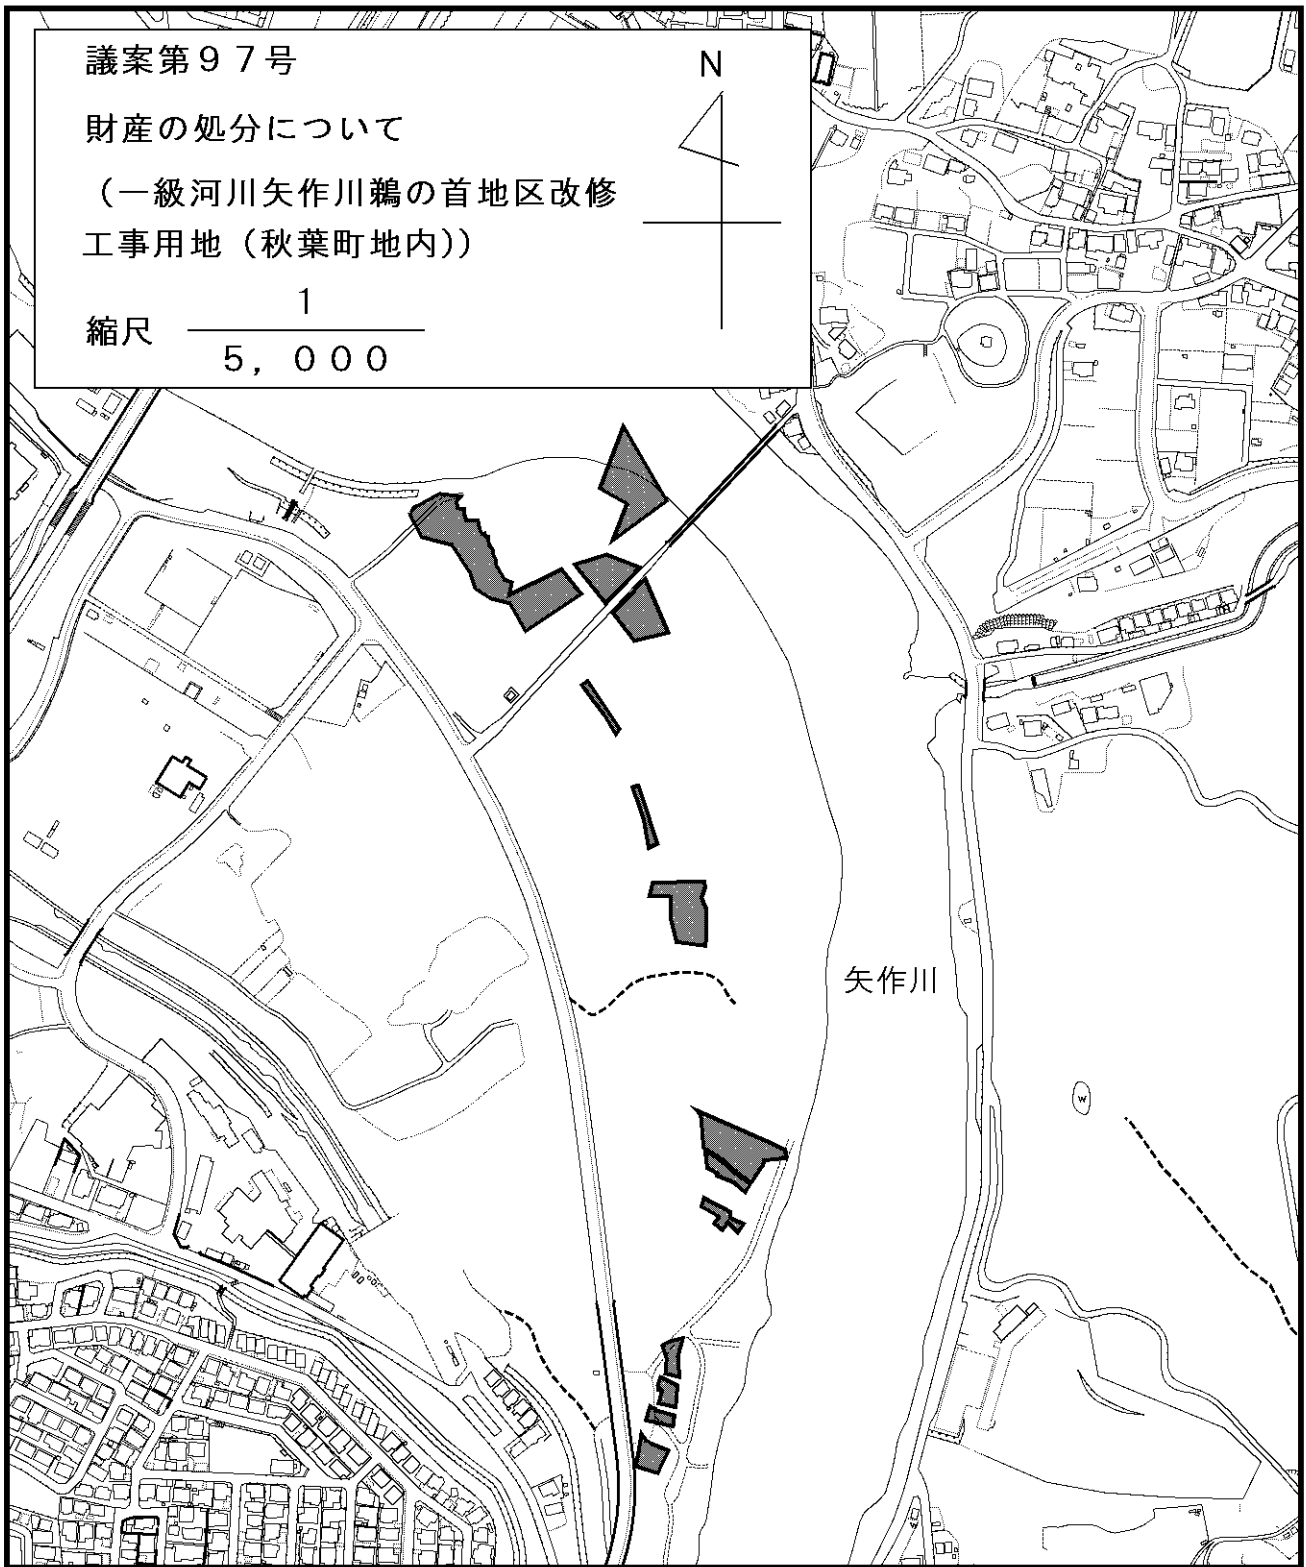 議案第９７号
N
財産の処分について
（一級河川矢作川鵜の首地区改修
工事用地（秋葉町地内））
縮尺 1
５，０００
矢作川
W